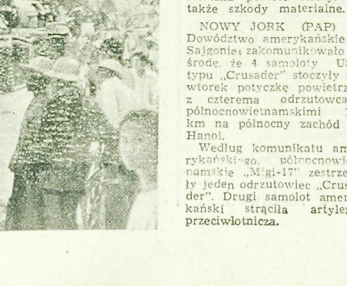 także szkody materialne.
NOWY JORK (PAP)
Dowództwo amerykańskie
Sajgonie zakomunikowało
środę, że 4 samoloty
typu „Crusader” stoczyły
wtorek potyczkę powietrz
z czterema odrzutowca
północnowietnamskimi
km na północny zachód
Hanoi.
Według komunikatu am
rykańskiego, północnowie
namskie „Migi-17” zestrze
ły jeden odrzutowiec „Crus
der”. Drugi samolot amer
kański strąciła artyler
przeciwlotnicza.